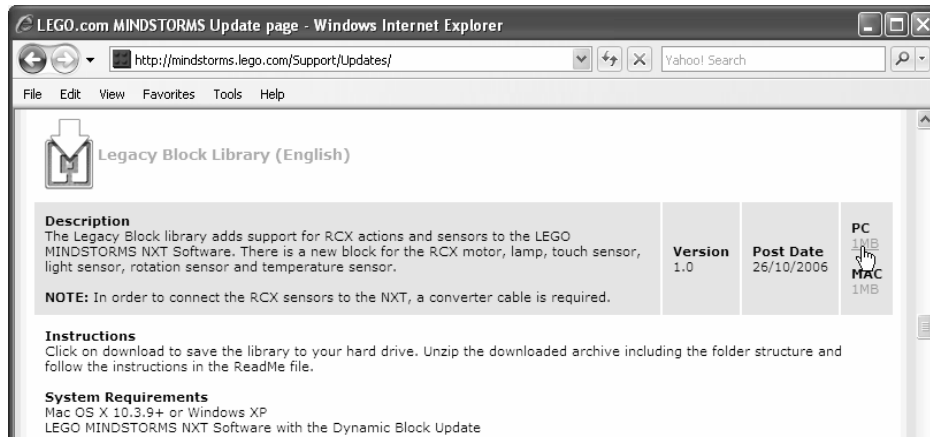 LEGO.com MINDSTORMS Update page - Windows Internet Explorer
http://mindstorms.lego.com/Support/Updates/
Yahoo! Search
File Edit View Favorites Tools Help
Legacy Block Library (English)
Description
The Legacy Block library adds support for RCX actions and sensors to the LEGO
MINDSTORMS NXT Software. There is a new block for the RCX motor, lamp, touch sensor,
light sensor, rotation sensor and temperature sensor.
NOTE: In order to connect the RCX sensors to the NXT, a converter cable is required.
Version
1.0
Post Date
26/10/2006
PC
1MB
MAC
1MB
Instructions
Click on download to save the library to your hard drive. Unzip the downloaded archive including the folder structure and
follow the instructions in the ReadMe file.
System Requirements
Mac OS X 10.3.9+ or Windows XP
LEGO MINDSTORMS NXT Software with the Dynamic Block Update